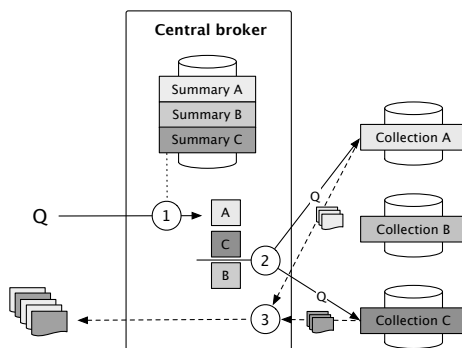 Central broker
Summary A
Summary B
Summary C
Collection A
Q
Q
1
A
C
B
2
Collection B
Q
3
Collection C